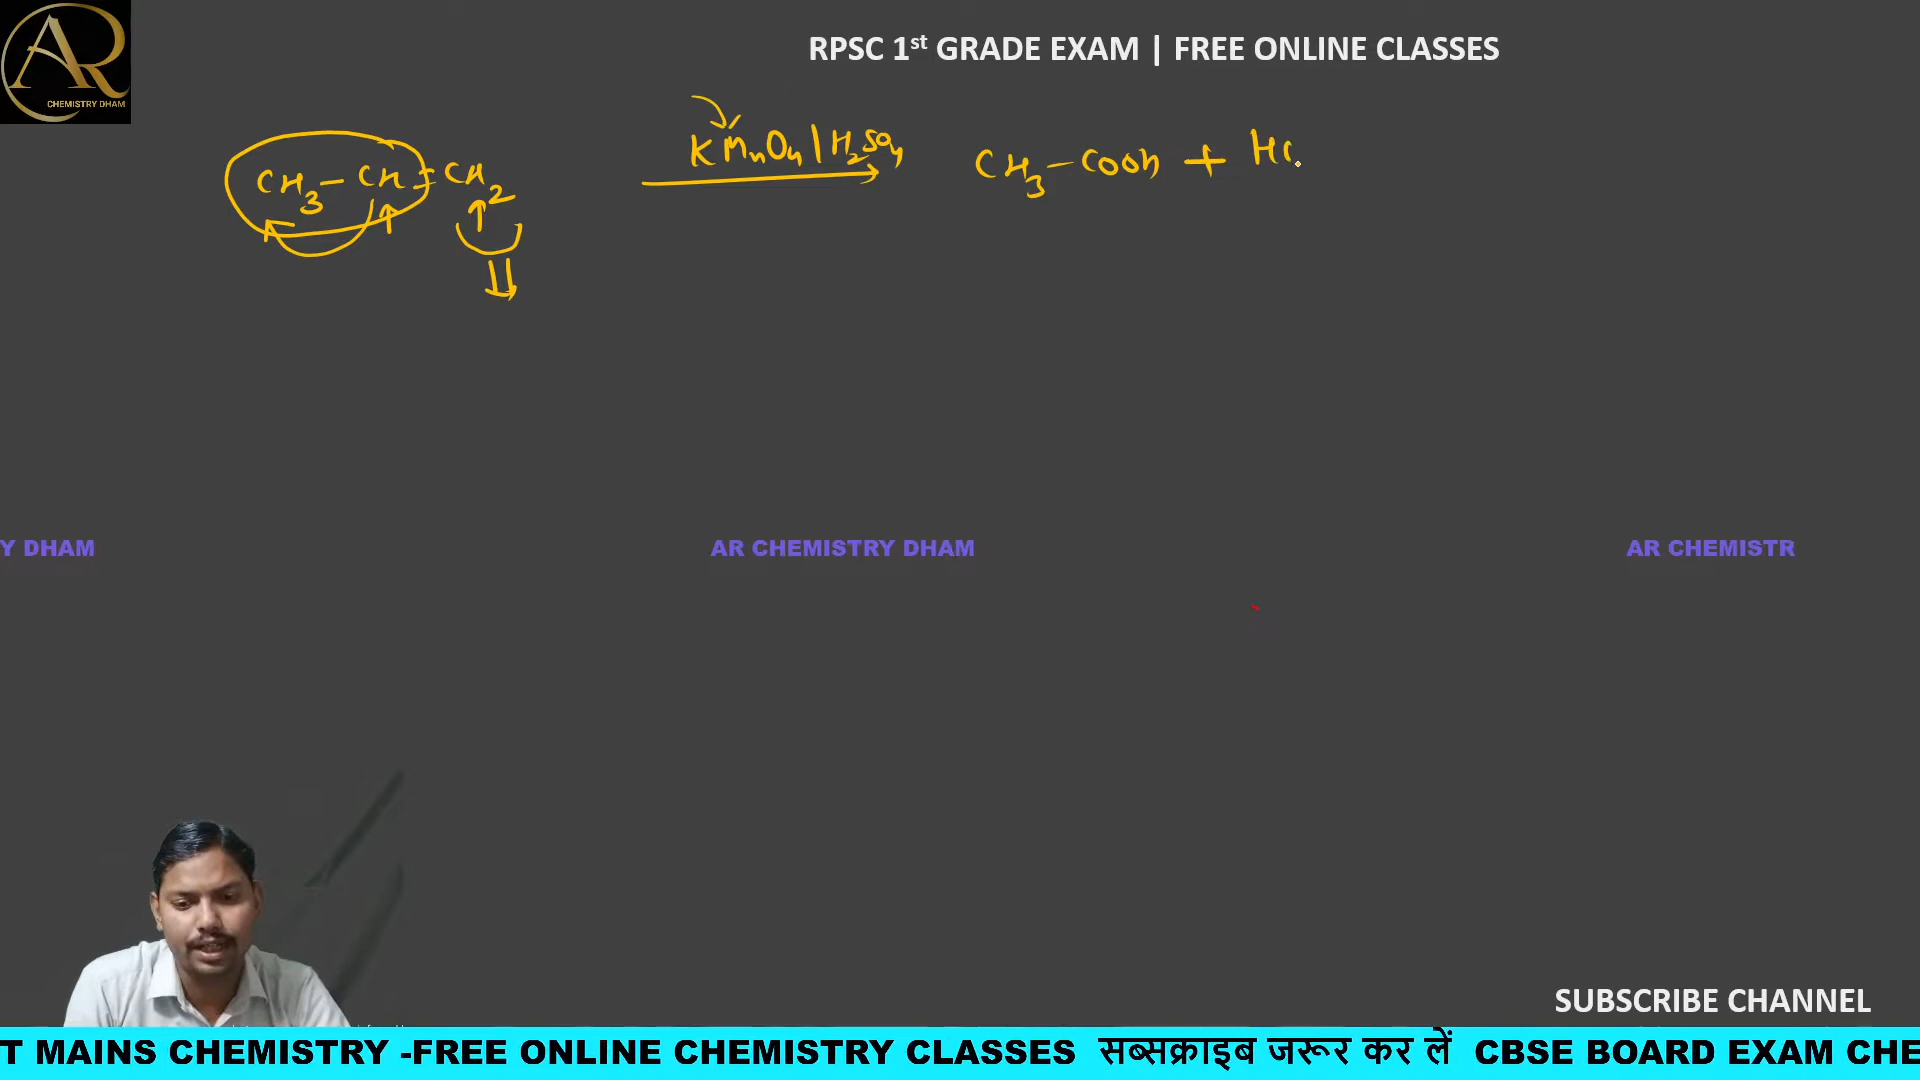 AR
CHEMISTRY DHAM
RPSC 1st GRADE EXAM | FREE ONLINE CLASSES
CH3-CH=CH2 KMnO4|H2SO4 CH3-COOH + HC
Y DHAM AR CHEMISTRY DHAM AR CHEMISTR
SUBSCRIBE CHANNEL
T MAINS CHEMISTRY -FREE ONLINE CHEMISTRY CLASSES सब्सक्राइब जरूर कर लें CBSE BOARD EXAM CHE